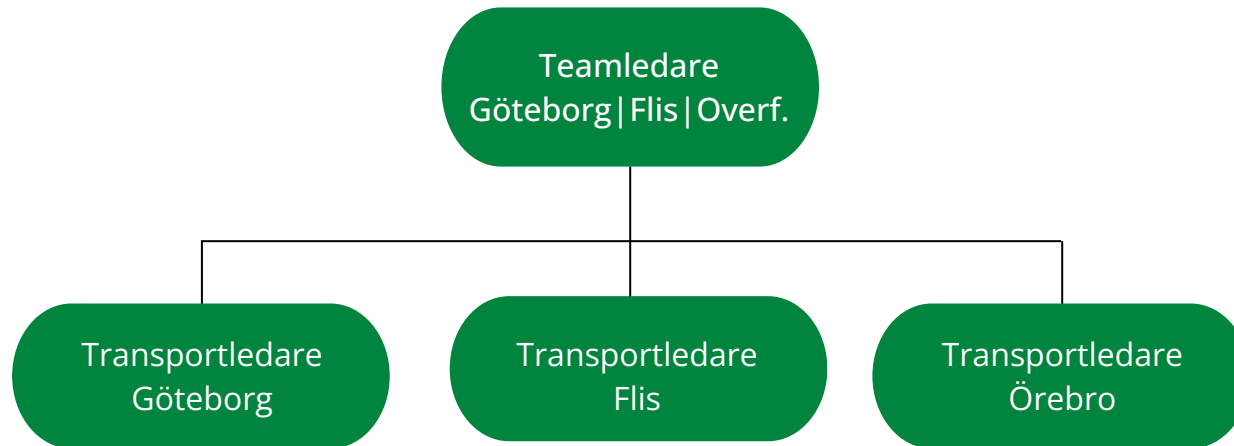 Teamledare
Göteborg|Flis|Overf.
Transportledare
Göteborg
Transportledare
Flis
Transportledare
Örebro